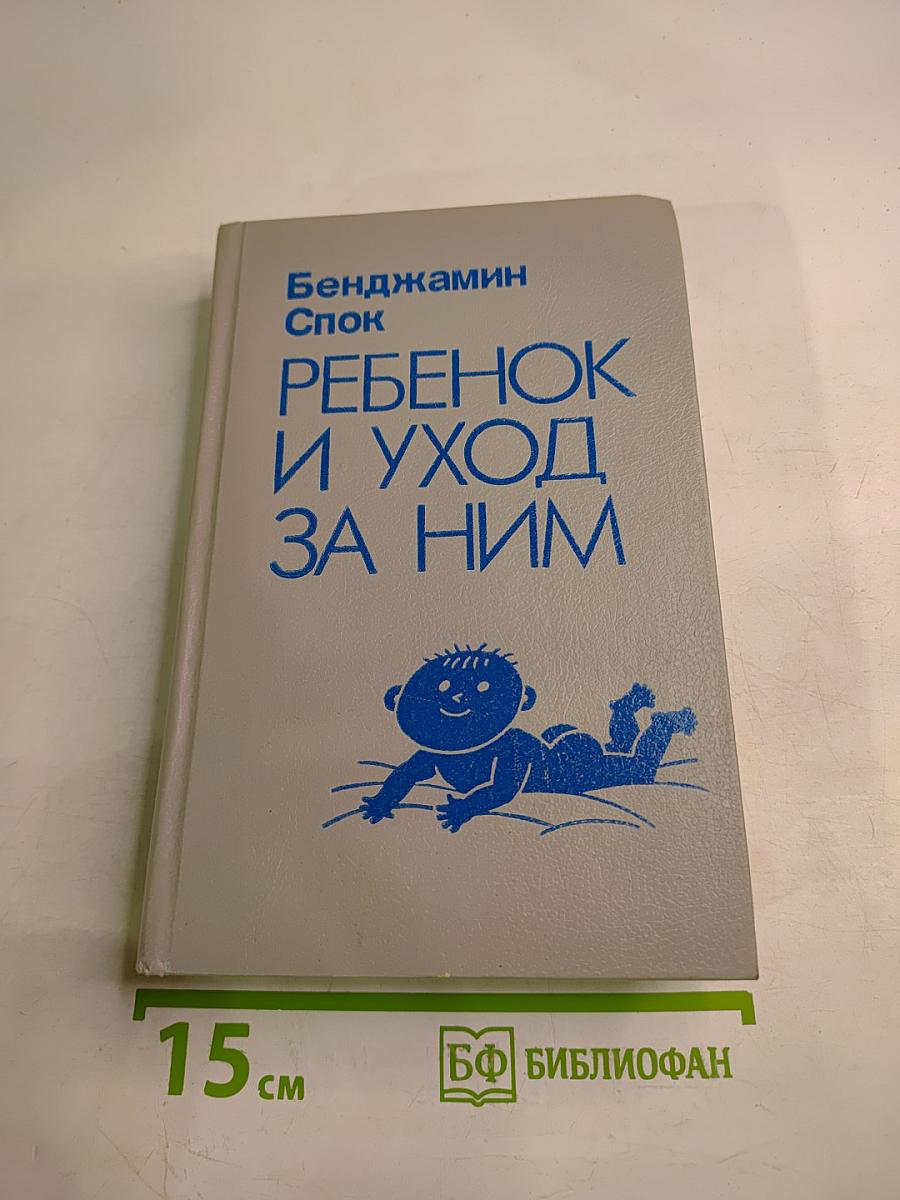 Бенджамин
Спок
РЕБЕНОК
И УХОД
ЗА НИМ
15 см
БФ БИБЛИОФАН